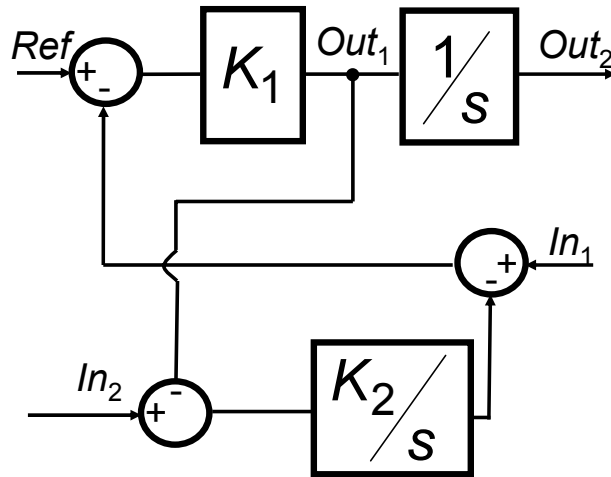 Ref
+
-
K₁
Out₁
1/s
Out₂
+
-
In₁
In₂
+
-
K₂/s